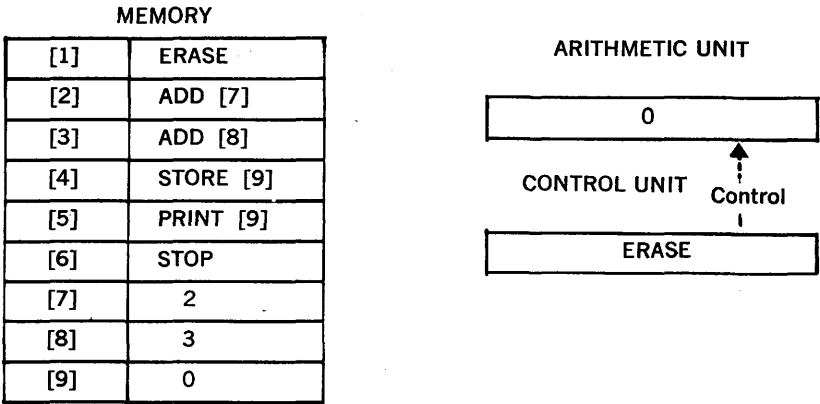 MEMORY
[1] ERASE
[2] ADD [7]
[3] ADD [8]
[4] STORE [9]
[5] PRINT [9]
[6] STOP
[7] 2
[8] 3
[9] 0
ARITHMETIC UNIT
0
CONTROL UNIT Control
ERASE